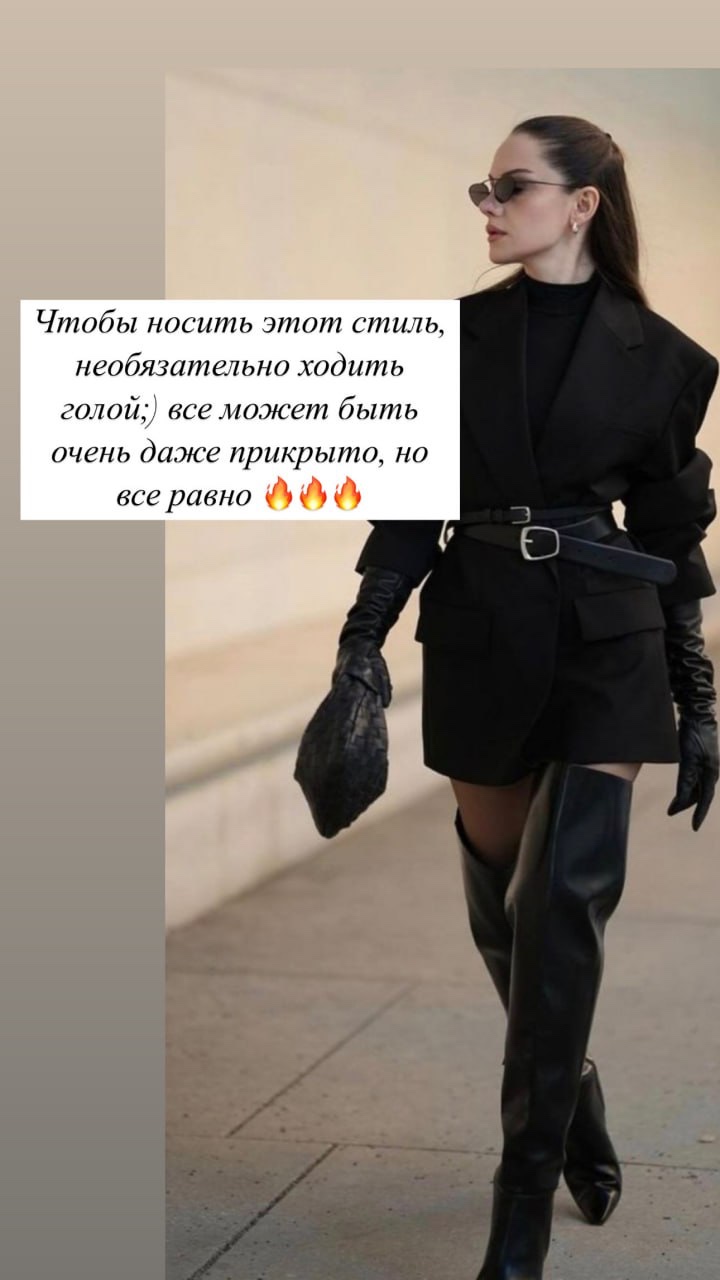 Чтобы носить этот стиль,
необязательно ходить
голой;) все может быть
очень даже прикрыто, но
все равно 🔥🔥🔥